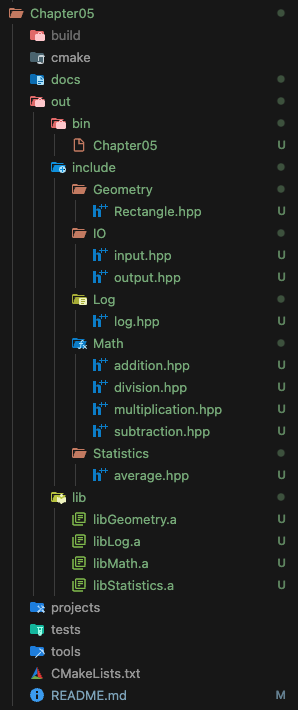 Chapter05
build
cmake
docs
out
bin
Chapter05 U
include
Geometry
Rectangle.hpp U
IO
input.hpp U
output.hpp U
Log
log.hpp U
Math
addition.hpp U
division.hpp U
multiplication.hpp U
subtraction.hpp U
Statistics
average.hpp U
lib
libGeometry.a U
libLog.a U
libMath.a U
libStatistics.a U
projects
tests
tools
CMakeLists.txt
README.md M